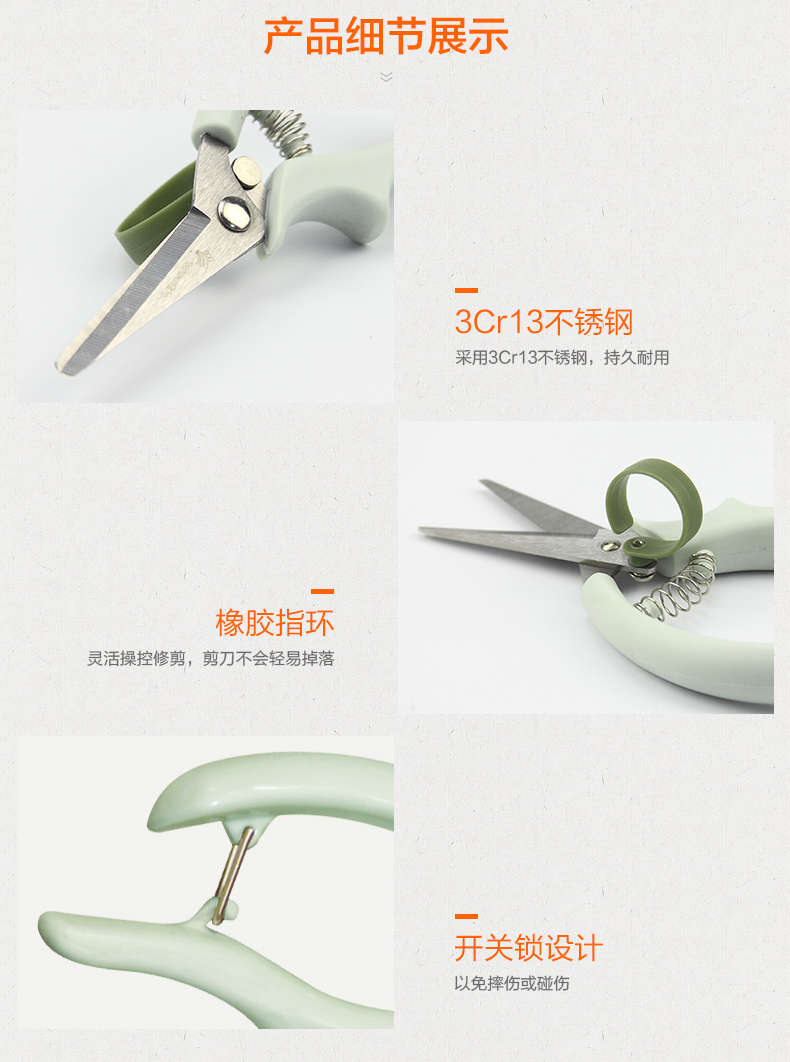 产品细节展示
3Cr13不锈钢
采用3Cr13不锈钢，持久耐用
橡胶指环
灵活操控修剪，剪刀不会轻易掉落
开关锁设计
以免摔伤或碰伤